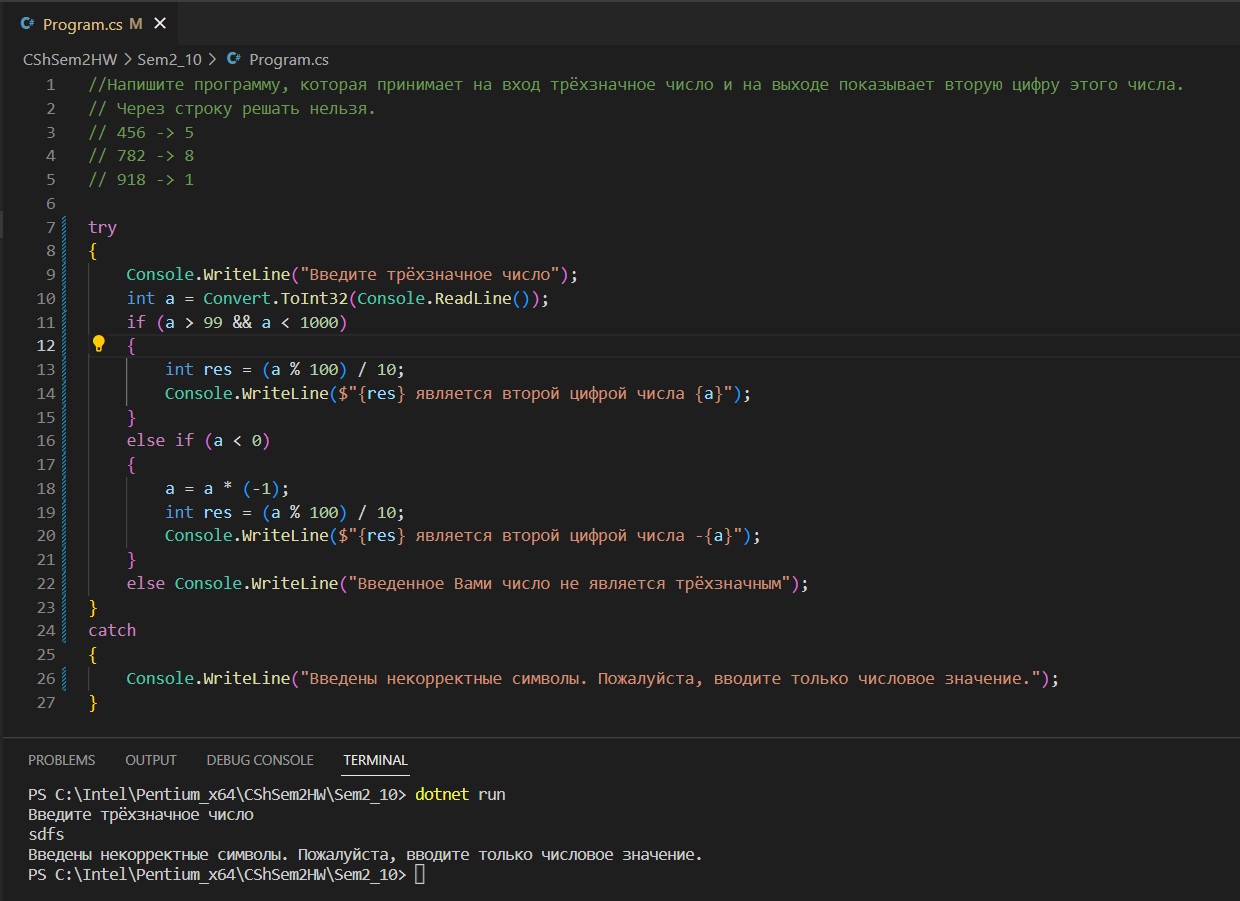 Program.cs M
CShSem2HW > Sem2_10 > Program.cs
1 //Напишите программу, которая принимает на вход трёхзначное число и на выходе показывает вторую цифру этого числа.
2 // Через строку решать нельзя.
3 // 456 -> 5
4 // 782 -> 8
5 // 918 -> 1
6
7 try
8 {
9 Console.WriteLine("Введите трёхзначное число");
10 int a = Convert.ToInt32(Console.ReadLine());
11 if (a > 99 && a < 1000)
12 {
13 int res = (a % 100) / 10;
14 Console.WriteLine($"{res} является второй цифрой числа {a}");
15 }
16 else if (a < 0)
17 {
18 a = a * (-1);
19 int res = (a % 100) / 10;
20 Console.WriteLine($"{res} является второй цифрой числа -{a}");
21 }
22 else Console.WriteLine("Введенное Вами число не является трёхзначным");
23 }
24 catch
25 {
26 Console.WriteLine("Введены некорректные символы. Пожалуйста, вводите только числовое значение.");
27 }
PROBLEMS OUTPUT DEBUG CONSOLE TERMINAL
PS C:\Intel\Pentium_x64\CShSem2HW\Sem2_10> dotnet run
Введите трёхзначное число
sdfs
Введены некорректные символы. Пожалуйста, вводите только числовое значение.
PS C:\Intel\Pentium_x64\CShSem2HW\Sem2_10>